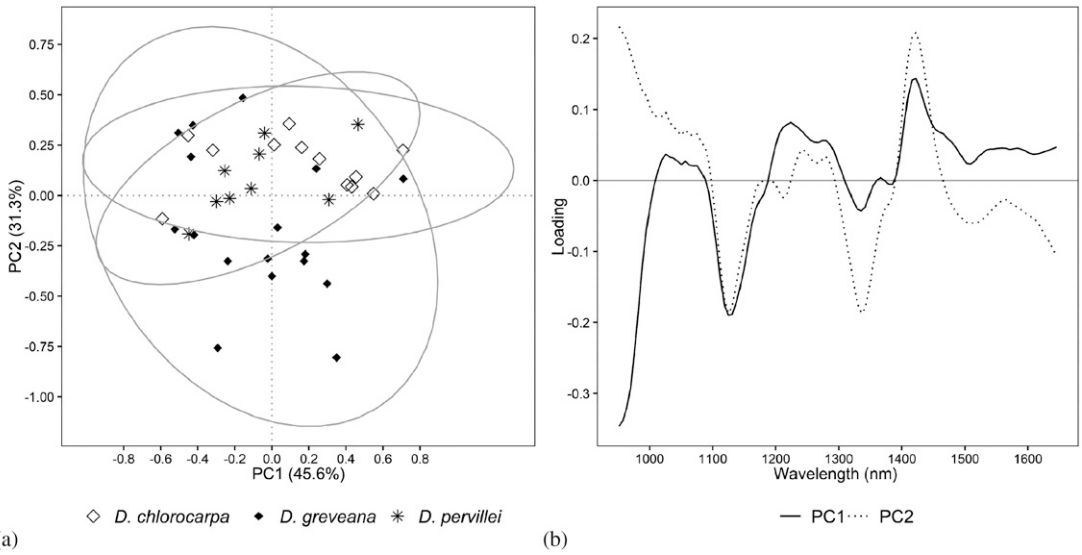 0.75
0.50
0.25
0.00
-0.25
-0.50
-0.75
-1.00
PC2 (31.3%)
-0.8 -0.6 -0.4 -0.2 0.0 0.2 0.4 0.6 0.8
PC1 (45.6%)
D. chlorocarpa D. greveana D. pervillei
a)
0.2
0.1
0.0
-0.1
-0.2
-0.3
Loading
1000 1100 1200 1300 1400 1500 1600
Wavelength (nm)
PC1 PC2
(b)